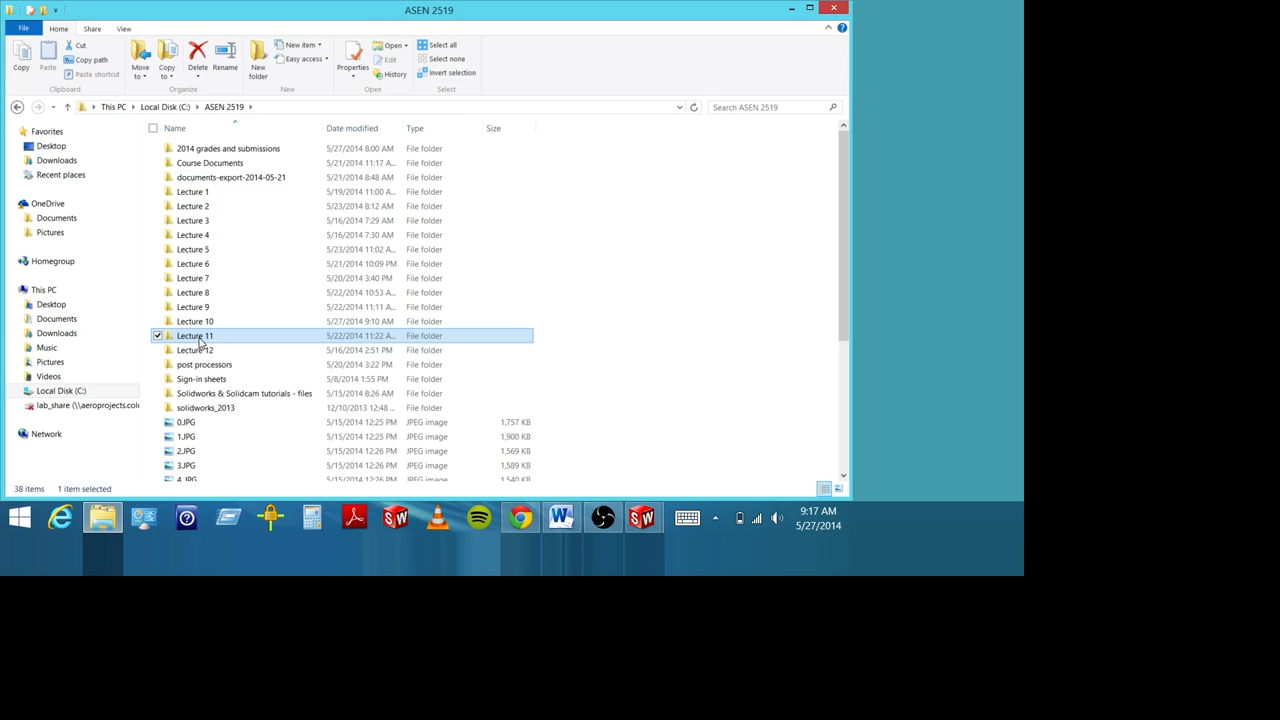 ASEN 2519
File Home Share View
Copy Paste Cut Copy path Paste shortcut Move to Copy to Delete Rename New folder New item Easy access Properties Open Edit History Select all Select none Invert selection
Clipboard Organize New Open Select
This PC Local Disk (C:) ASEN 2519 Search ASEN 2519
Name Date modified Type Size
Favorites
Desktop
Downloads
Recent places
OneDrive
Documents
Pictures
Homegroup
This PC
Desktop
Documents
Downloads
Music
Pictures
Videos
Local Disk (C:)
lab_share (\\aeroprojects.colo
Network
2014 grades and submissions 5/27/2014 8:00 AM File folder
Course Documents 5/21/2014 11:17 A... File folder
documents-export-2014-05-21 5/21/2014 8:48 AM File folder
Lecture 1 5/19/2014 11:00 A... File folder
Lecture 2 5/23/2014 8:12 AM File folder
Lecture 3 5/16/2014 7:29 AM File folder
Lecture 4 5/16/2014 7:30 AM File folder
Lecture 5 5/23/2014 11:02 A... File folder
Lecture 6 5/21/2014 10:09 PM File folder
Lecture 7 5/20/2014 3:40 PM File folder
Lecture 8 5/22/2014 10:53 A... File folder
Lecture 9 5/22/2014 11:11 A... File folder
Lecture 10 5/27/2014 9:10 AM File folder
Lecture 11 5/22/2014 11:22 A... File folder
Lecture 12 5/16/2014 2:51 PM File folder
post processors 5/20/2014 3:22 PM File folder
Sign-in sheets 5/8/2014 1:55 PM File folder
Solidworks & Solidcam tutorials - files 5/15/2014 8:26 AM File folder
solidworks_2013 12/10/2013 12:48 ... File folder
0.JPG 5/15/2014 12:25 PM JPEG image 1,757 KB
1.JPG 5/15/2014 12:25 PM JPEG image 1,900 KB
2.JPG 5/15/2014 12:26 PM JPEG image 1,569 KB
3.JPG 5/15/2014 12:26 PM JPEG image 1,589 KB
4.JPG 5/15/2014 12:26 PM JPEG image 1,540 KB
38 items 1 item selected
9:17 AM
5/27/2014